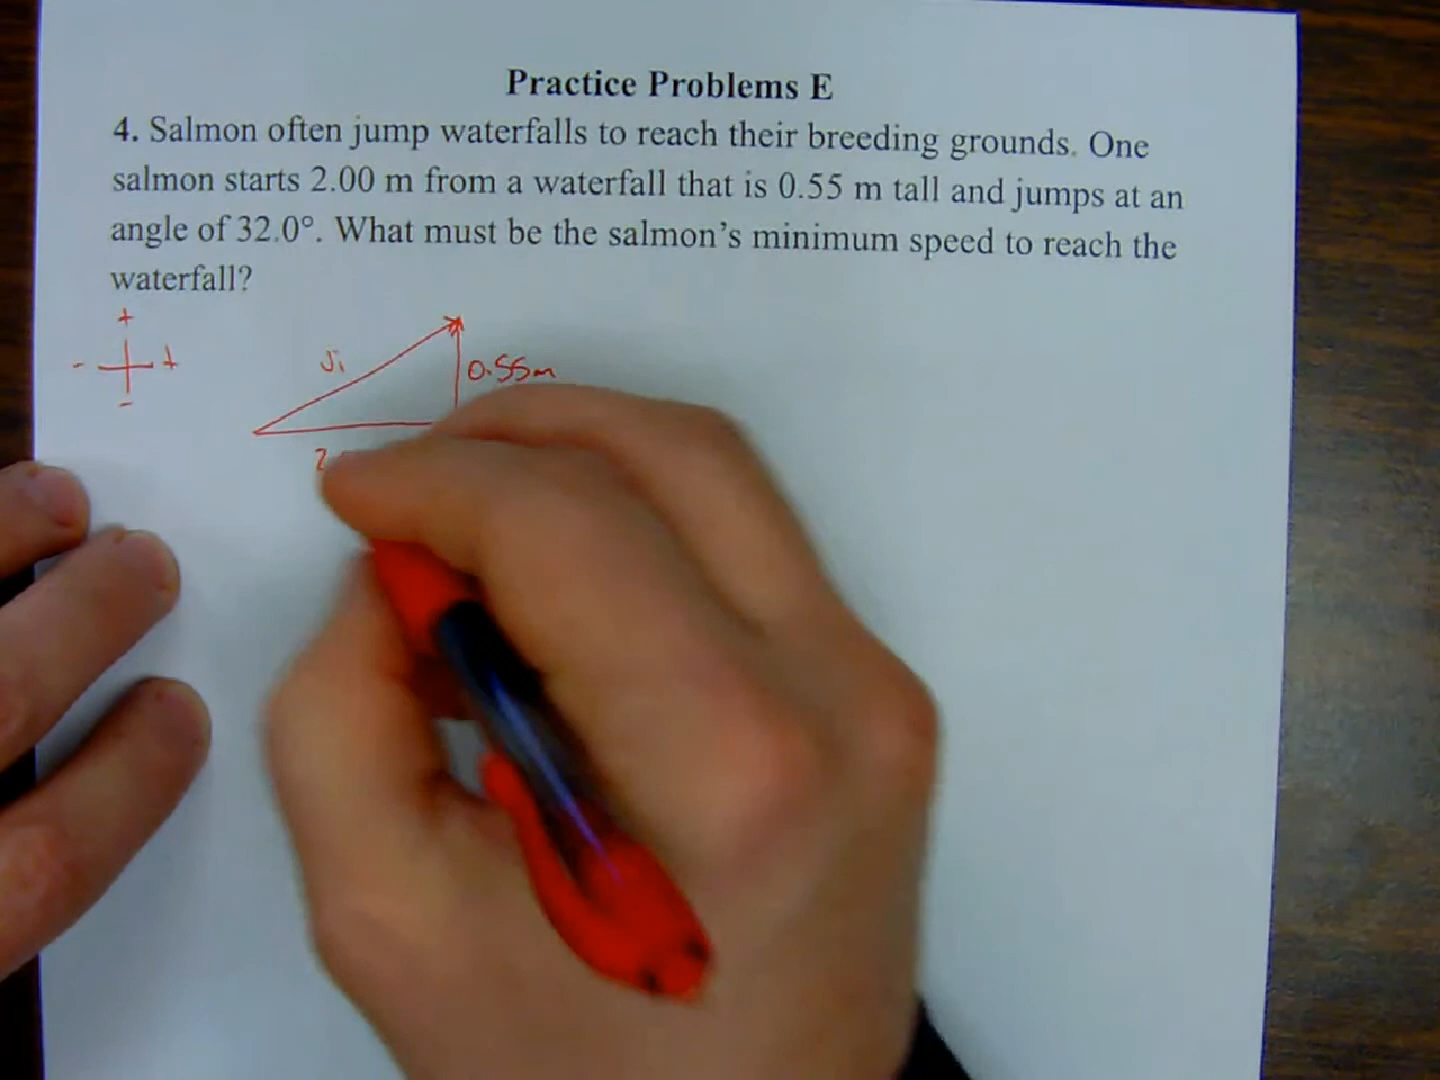 Practice Problems E
4. Salmon often jump waterfalls to reach their breeding grounds. One
salmon starts 2.00 m from a waterfall that is 0.55 m tall and jumps at an
angle of 32.0°. What must be the salmon's minimum speed to reach the
waterfall?
+
- +
-
vi
0.55m
2